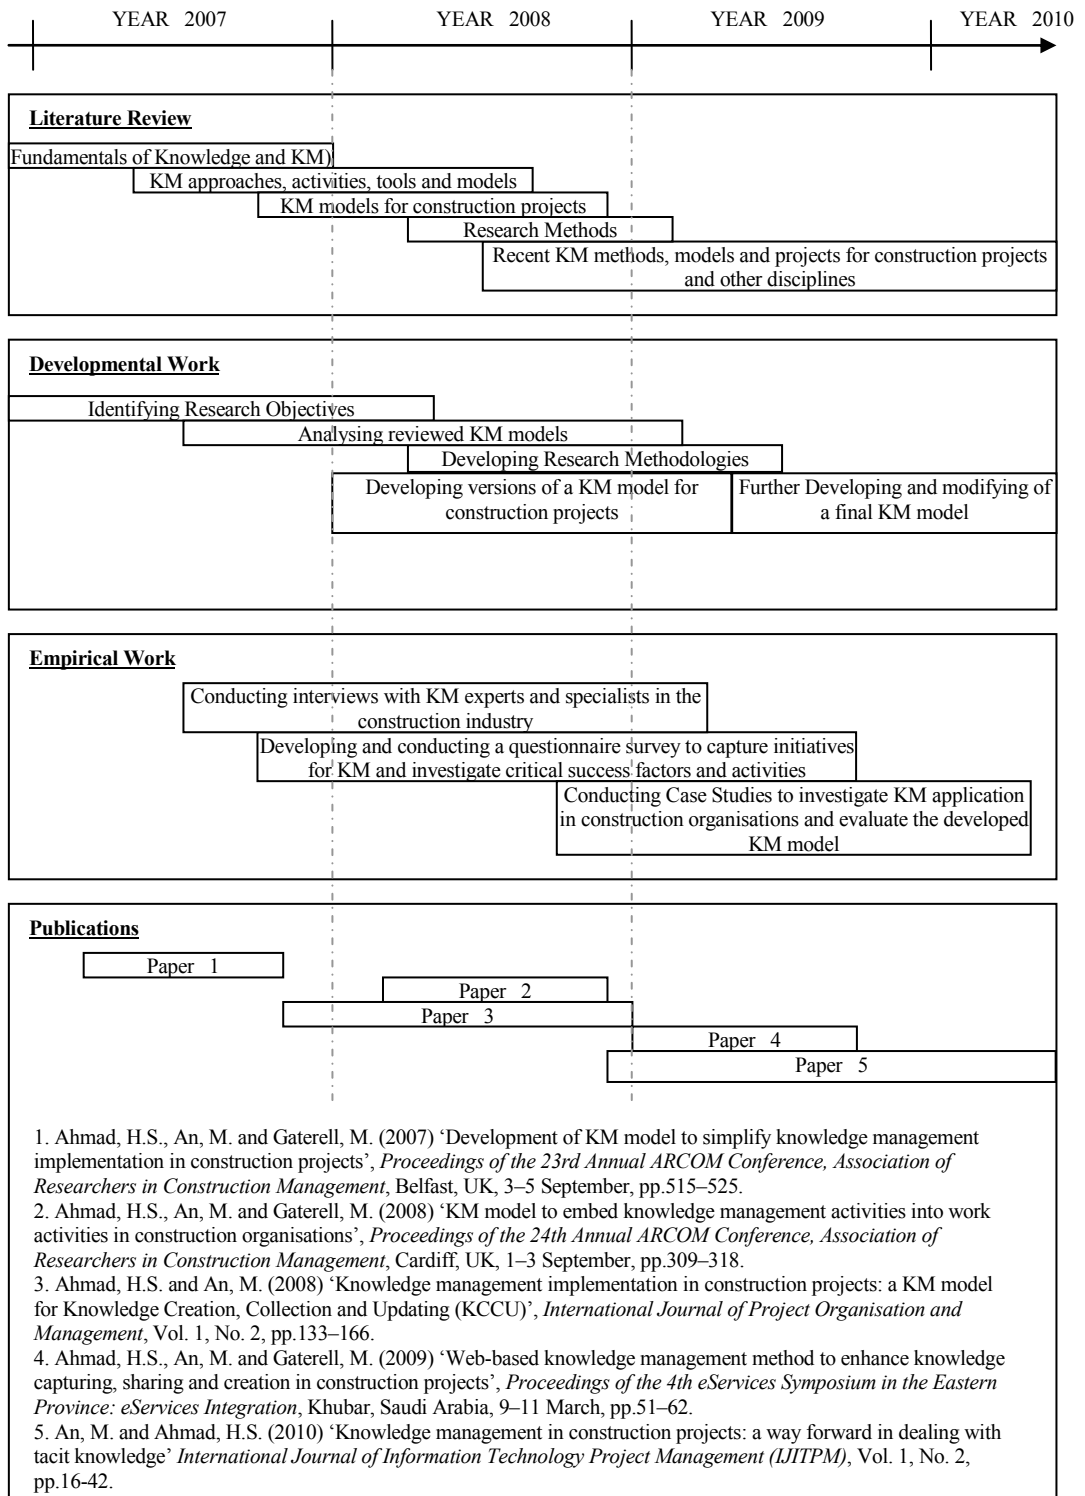 YEAR 2007 YEAR 2008 YEAR 2009 YEAR 2010
Literature Review
Fundamentals of Knowledge and KM)
KM approaches, activities, tools and models
KM models for construction projects
Research Methods
Recent KM methods, models and projects for construction projects
and other disciplines
Developmental Work
Identifying Research Objectives
Analysing reviewed KM models
Developing Research Methodologies
Developing versions of a KM model for
construction projects
Further Developing and modifying of
a final KM model
Empirical Work
Conducting interviews with KM experts and specialists in the
construction industry
Developing and conducting a questionnaire survey to capture initiatives
for KM and investigate critical success factors and activities
Conducting Case Studies to investigate KM application
in construction organisations and evaluate the developed
KM model
Publications
Paper 1
Paper 2
Paper 3
Paper 4
Paper 5
1. Ahmad, H.S., An, M. and Gaterell, M. (2007) ‘Development of KM model to simplify knowledge management
implementation in construction projects’, Proceedings of the 23rd Annual ARCOM Conference, Association of
Researchers in Construction Management, Belfast, UK, 3–5 September, pp.515–525.
2. Ahmad, H.S., An, M. and Gaterell, M. (2008) ‘KM model to embed knowledge management activities into work
activities in construction organisations’, Proceedings of the 24th Annual ARCOM Conference, Association of
Researchers in Construction Management, Cardiff, UK, 1–3 September, pp.309–318.
3. Ahmad, H.S. and An, M. (2008) ‘Knowledge management implementation in construction projects: a KM model
for Knowledge Creation, Collection and Updating (KCCU)’, International Journal of Project Organisation and
Management, Vol. 1, No. 2, pp.133–166.
4. Ahmad, H.S., An, M. and Gaterell, M. (2009) ‘Web-based knowledge management method to enhance knowledge
capturing, sharing and creation in construction projects’, Proceedings of the 4th eServices Symposium in the Eastern
Province: eServices Integration, Khubar, Saudi Arabia, 9–11 March, pp.51–62.
5. An, M. and Ahmad, H.S. (2010) ‘Knowledge management in construction projects: a way forward in dealing with
tacit knowledge’ International Journal of Information Technology Project Management (IJITPM), Vol. 1, No. 2,
pp.16-42.